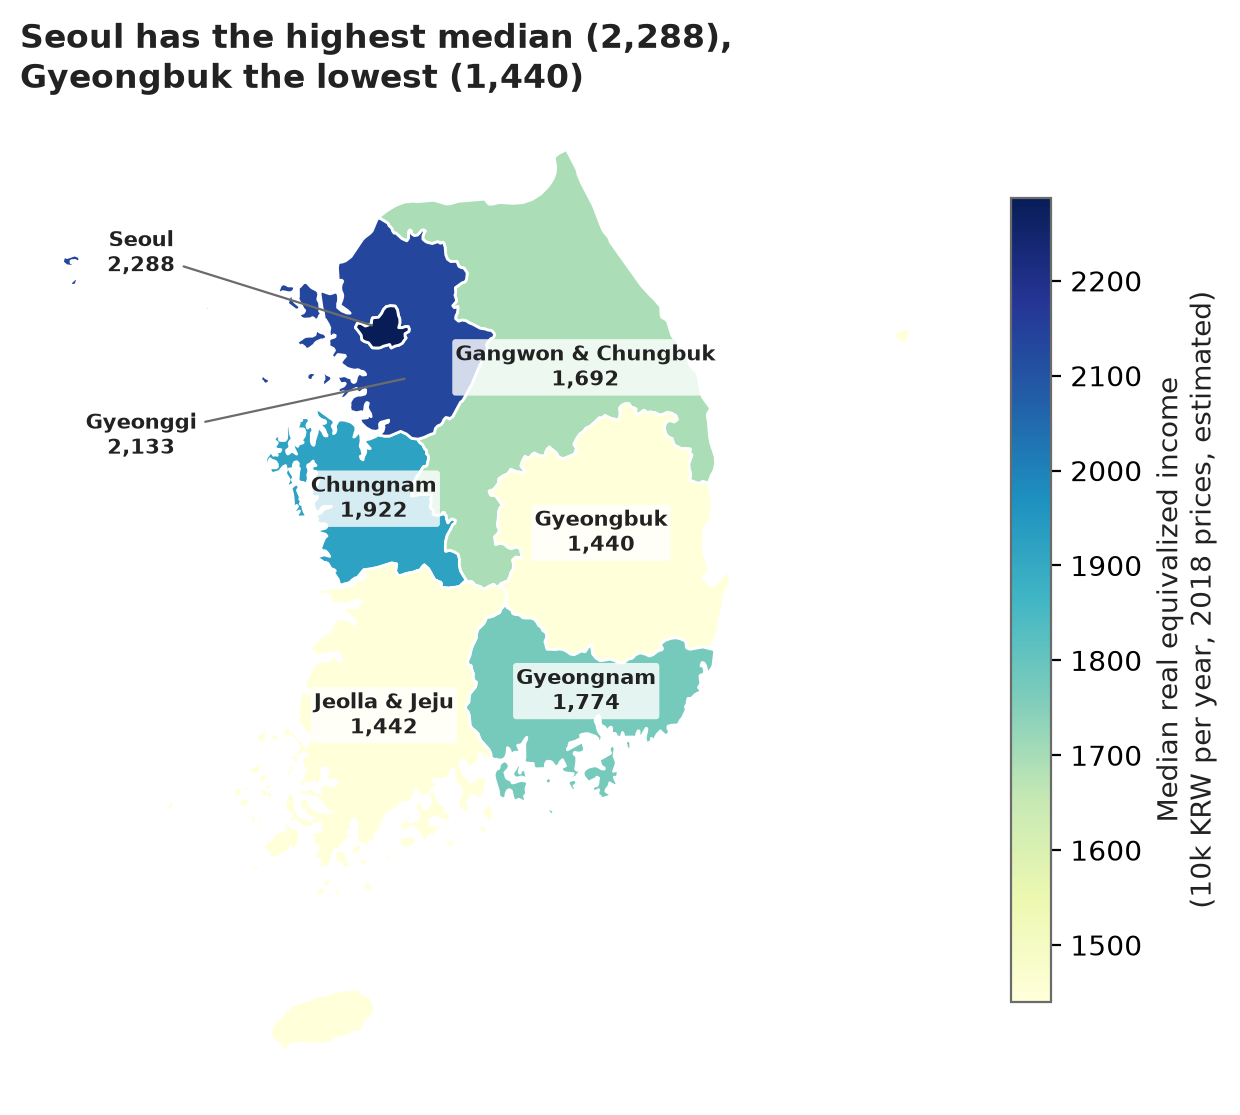 Seoul has the highest median (2,288),
Gyeongbuk the lowest (1,440)
Seoul
2,288
Gyeonggi
2,133
Gangwon & Chungbuk
1,692
Chungnam
1,922
Gyeongbuk
1,440
Gyeongnam
1,774
Jeolla & Jeju
1,442
2200
2100
2000
1900
1800
1700
1600
1500
Median real equivalized income
(10k KRW per year, 2018 prices, estimated)